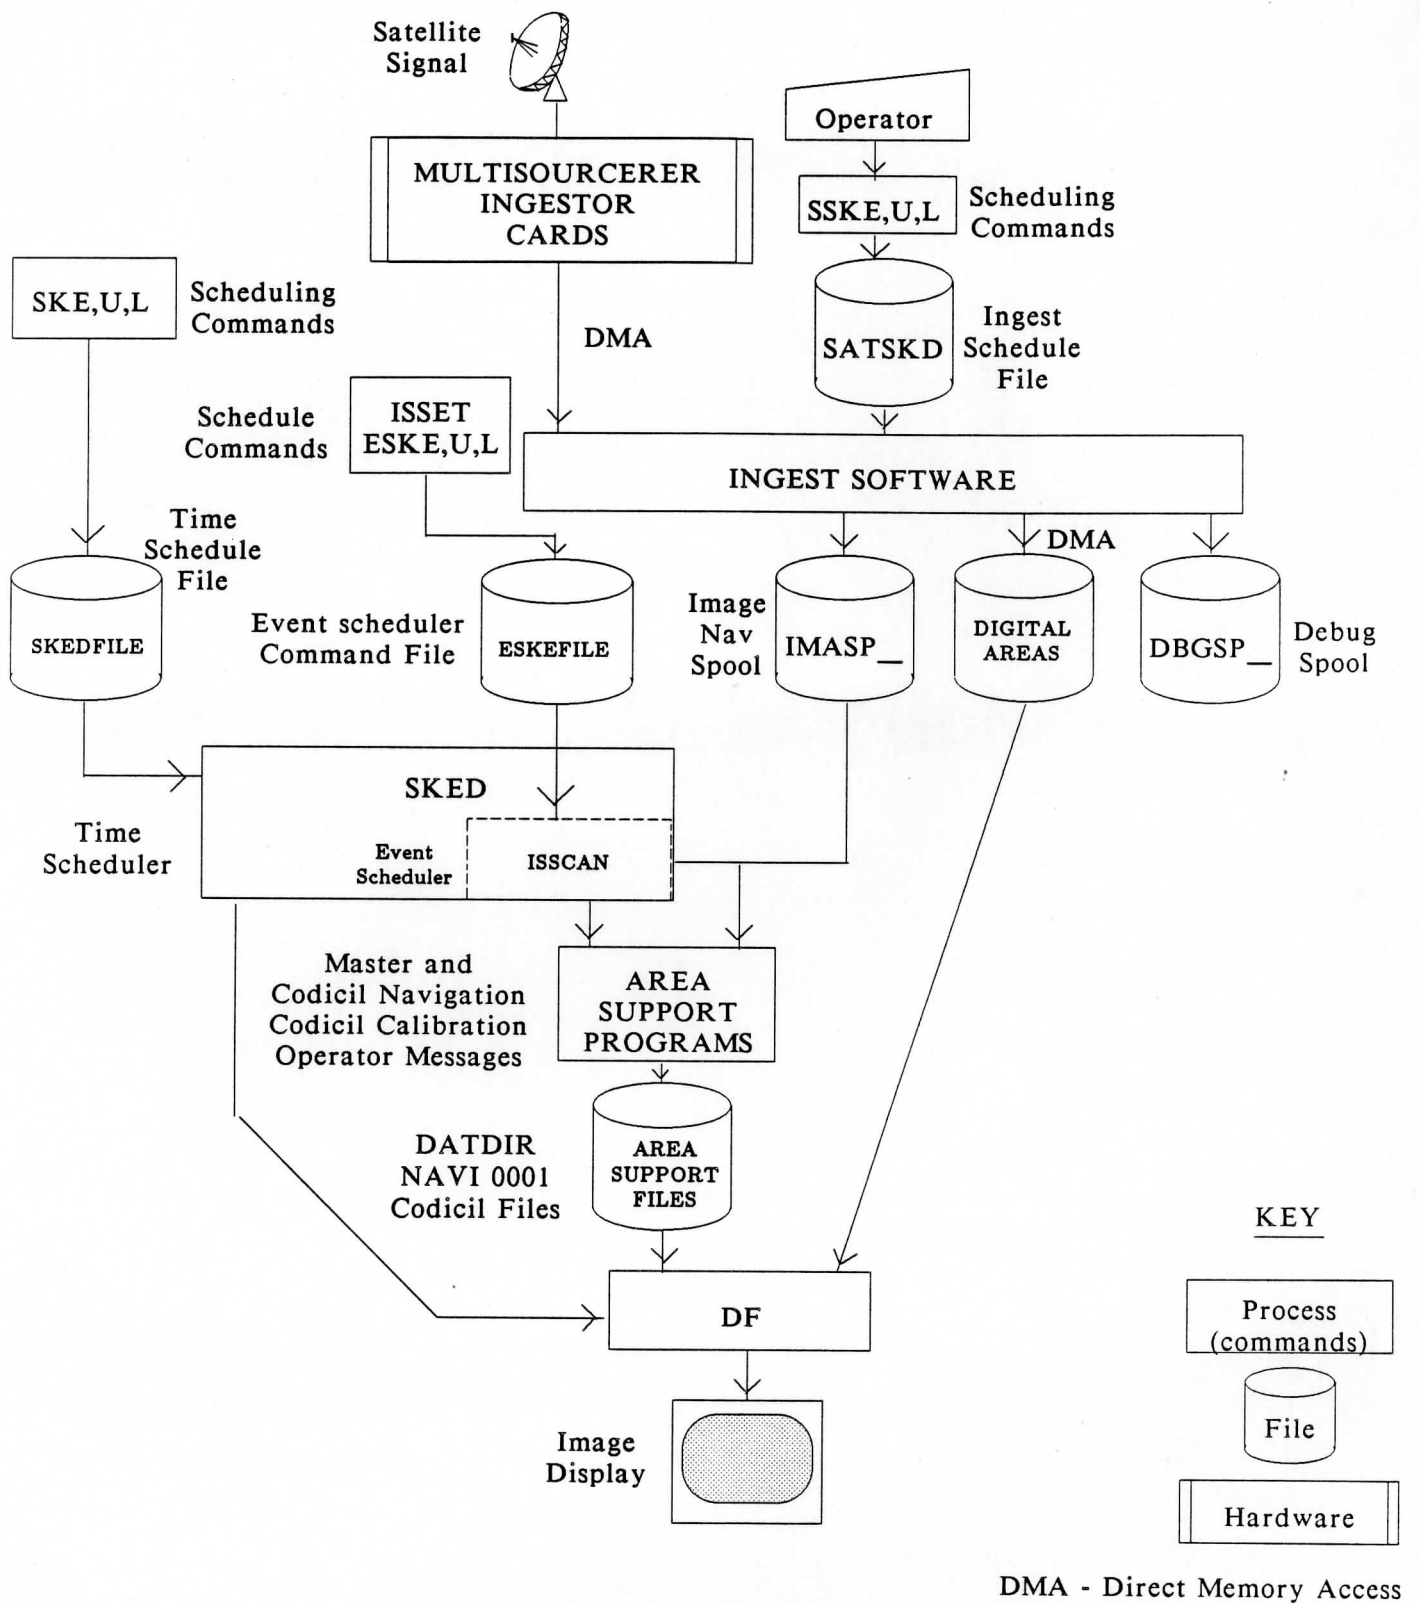 Satellite
Signal
Operator
MULTISOURCERER
INGESTOR
CARDS
SSKE,U,L
Scheduling
Commands
SKE,U,L
Scheduling
Commands
DMA
SATSKD
Ingest
Schedule
File
Schedule
Commands
ISSET
ESKE,U,L
INGEST SOFTWARE
Time
Schedule
File
DMA
SKEDFILE
Event scheduler
Command File
ESKEFILE
Image
Nav
Spool
IMASP_
DIGITAL
AREAS
DBGSP_
Debug
Spool
SKED
Time
Scheduler
Event
Scheduler
ISSCAN
Master and
Codicil Navigation
Codicil Calibration
Operator Messages
AREA
SUPPORT
PROGRAMS
DATDIR
NAVI 0001
Codicil Files
AREA
SUPPORT
FILES
DF
Image
Display
KEY
Process
(commands)
File
Hardware
DMA - Direct Memory Access